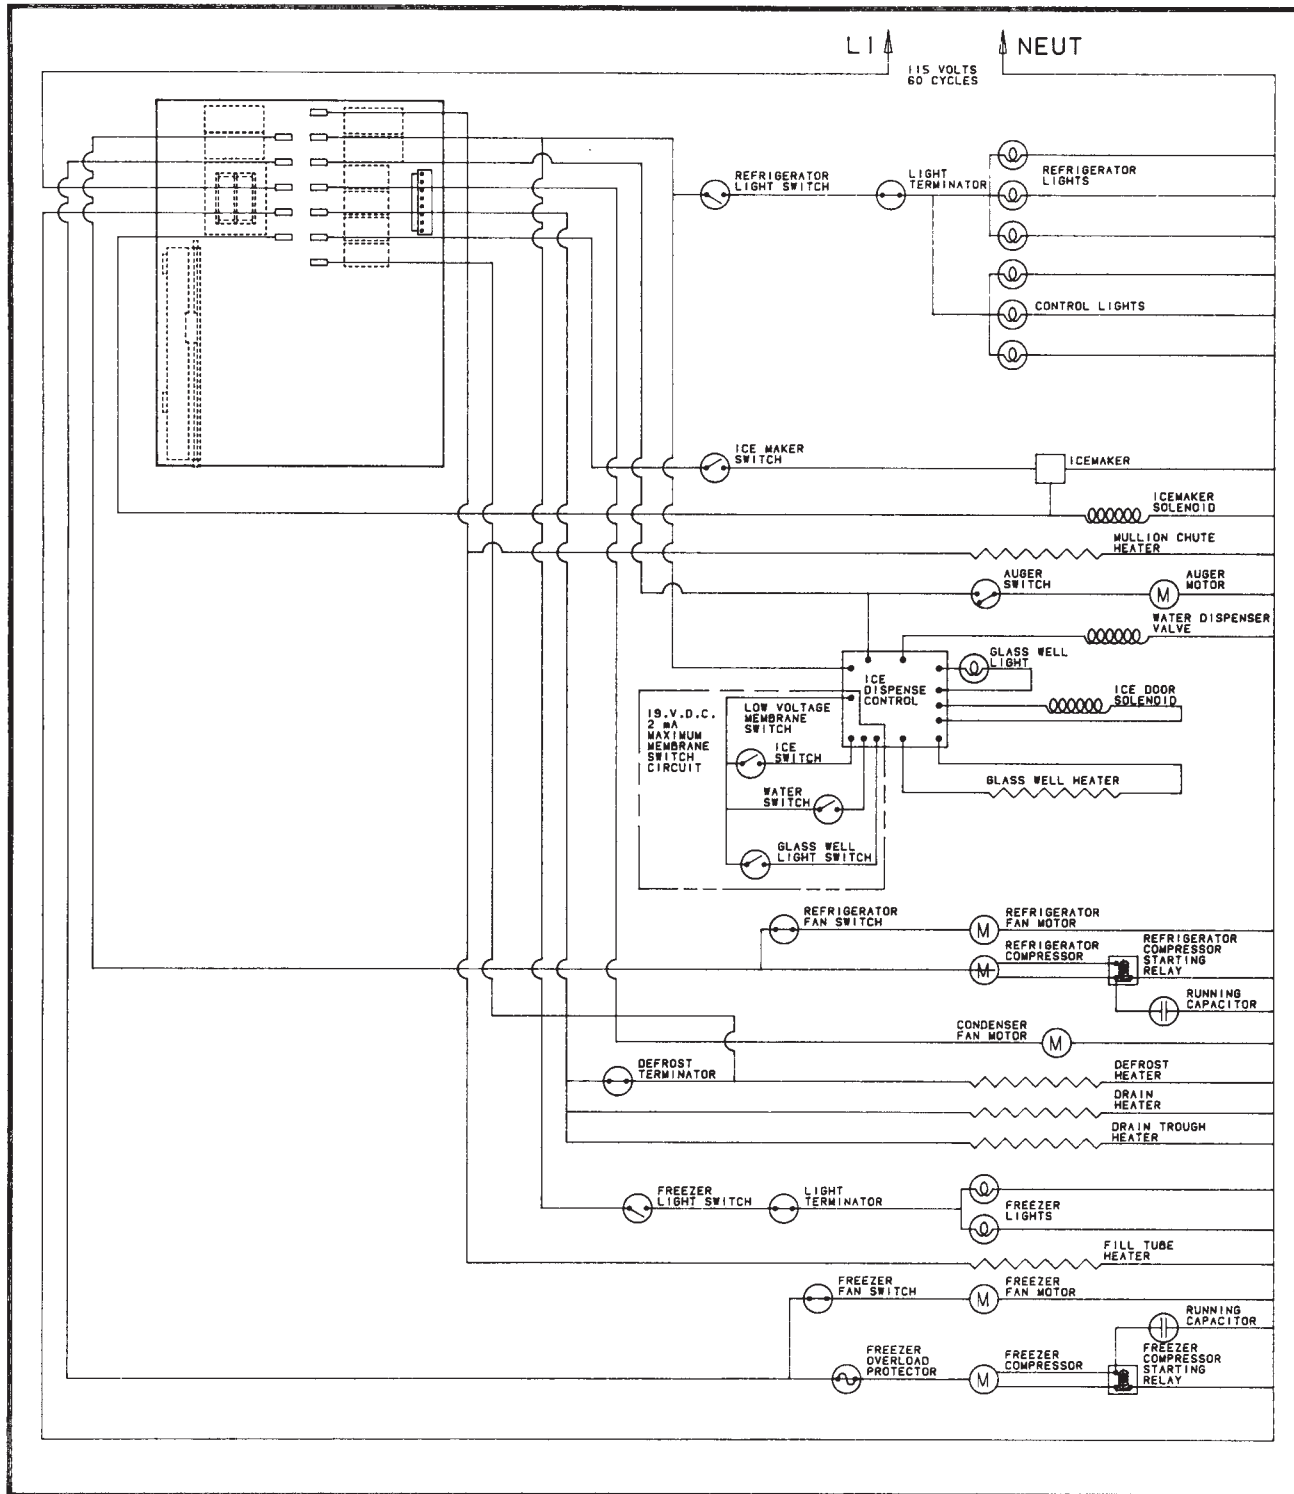 L1
NEUT
115 VOLTS
60 CYCLES
REFRIGERATOR
LIGHT SWITCH
LIGHT
TERMINATOR
REFRIGERATOR
LIGHTS
CONTROL LIGHTS
ICE MAKER
SWITCH
ICEMAKER
ICEMAKER
SOLENOID
MULLION CHUTE
HEATER
AUGER
SWITCH
AUGER
MOTOR
M
WATER DISPENSER
VALVE
GLASS WELL
LIGHT
ICE
DISPENSE
CONTROL
ICE DOOR
SOLENOID
19.V.D.C.
2 mA
MAXIMUM
MEMBRANE
SWITCH
CIRCUIT
LOW VOLTAGE
MEMBRANE
SWITCH
ICE
SWITCH
WATER
SWITCH
GLASS WELL HEATER
GLASS WELL
LIGHT SWITCH
REFRIGERATOR
FAN SWITCH
M
REFRIGERATOR
FAN MOTOR
M
REFRIGERATOR
COMPRESSOR
REFRIGERATOR
COMPRESSOR
STARTING
RELAY
RUNNING
CAPACITOR
CONDENSER
FAN MOTOR
M
DEFROST
TERMINATOR
DEFROST
HEATER
DRAIN
HEATER
DRAIN TROUGH
HEATER
FREEZER
LIGHT SWITCH
LIGHT
TERMINATOR
FREEZER
LIGHTS
FILL TUBE
HEATER
FREEZER
FAN SWITCH
M
FREEZER
FAN MOTOR
RUNNING
CAPACITOR
FREEZER
OVERLOAD
PROTECTOR
M
FREEZER
COMPRESSOR
FREEZER
COMPRESSOR
STARTING
RELAY